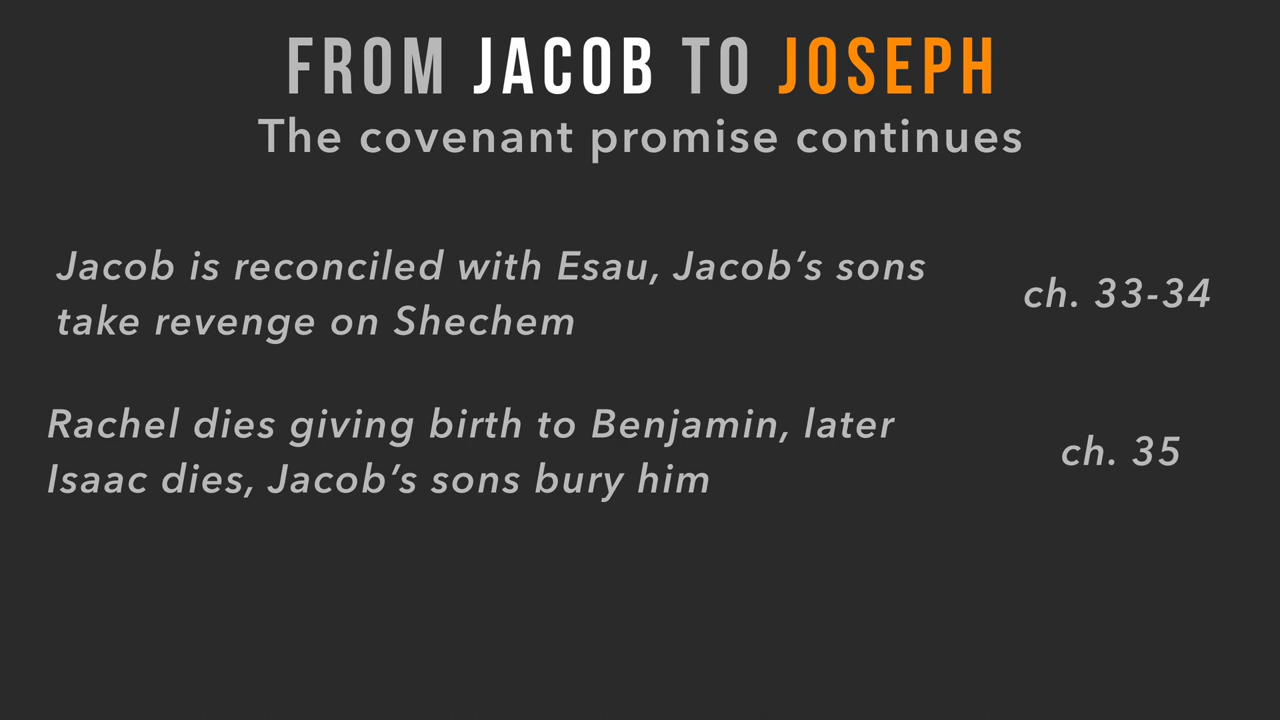 FROM JACOB TO JOSEPH
The covenant promise continues
Jacob is reconciled with Esau, Jacob’s sons
take revenge on Shechem
ch. 33-34
Rachel dies giving birth to Benjamin, later
Isaac dies, Jacob’s sons bury him
ch. 35